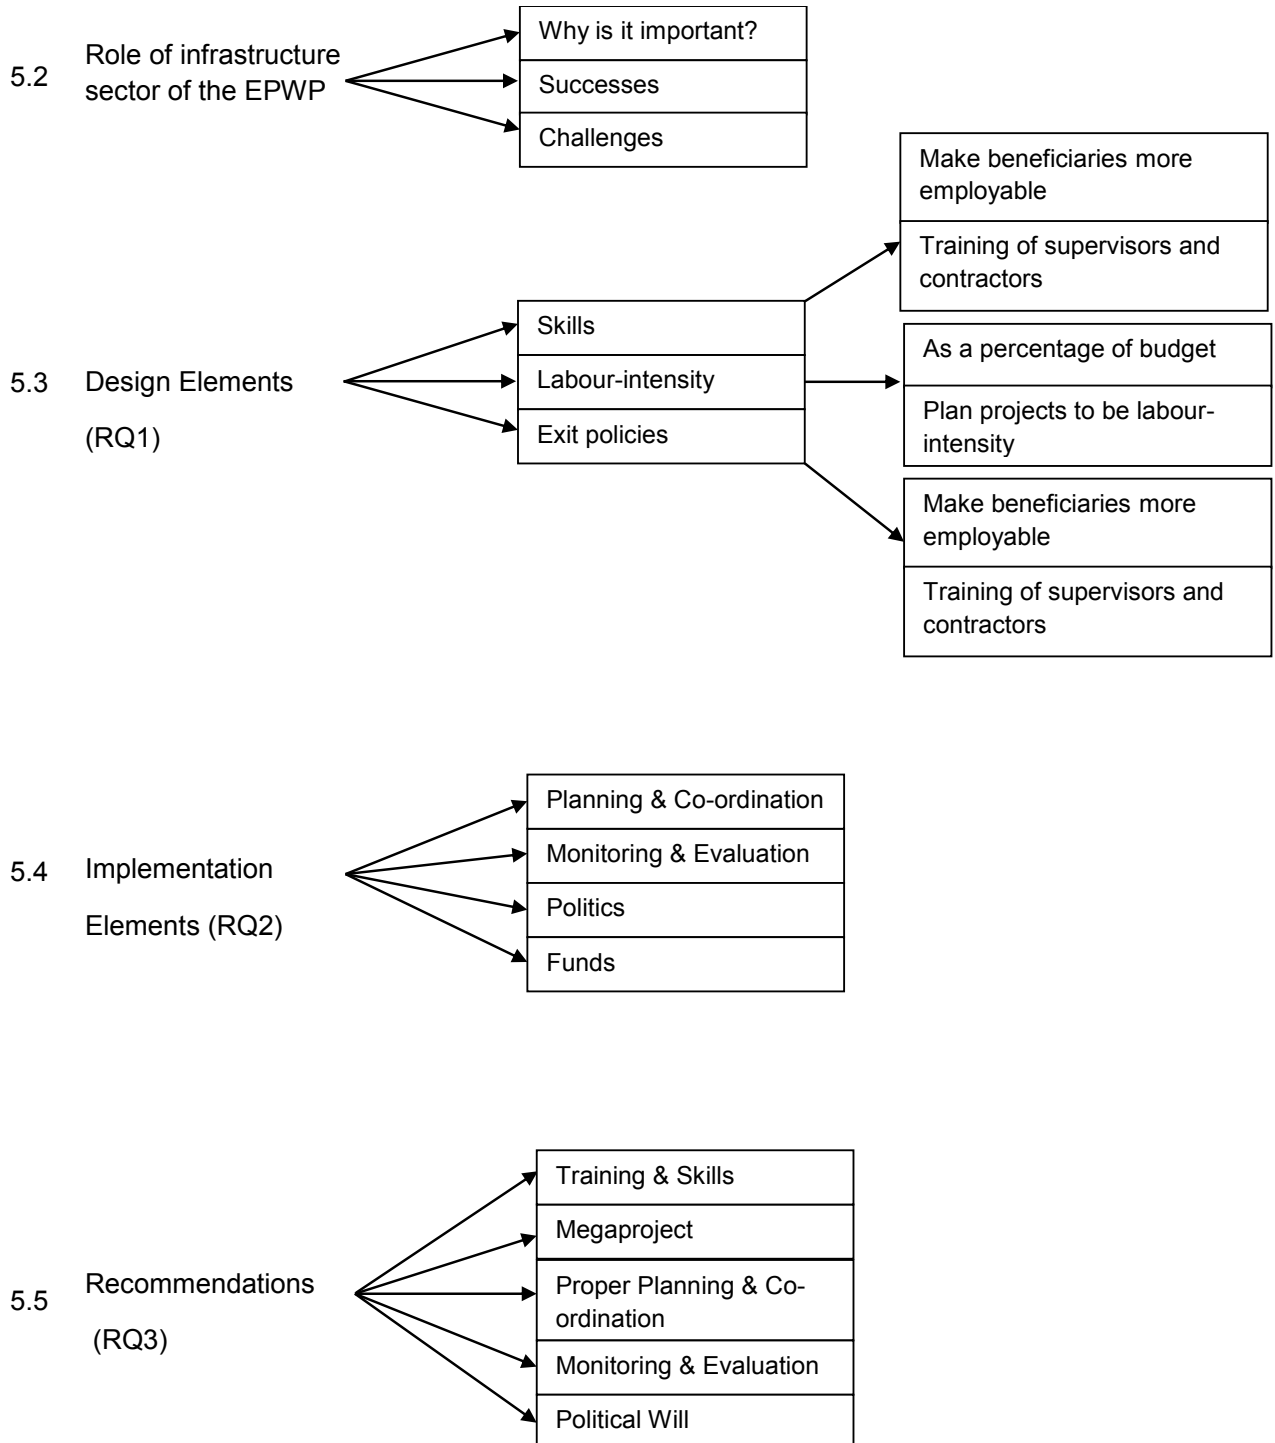 5.2
Role of infrastructure
sector of the EPWP
Why is it important?
Successes
Challenges
5.3
Design Elements
(RQ1)
Skills
Labour-intensity
Exit policies
Make beneficiaries more
employable
Training of supervisors and
contractors
As a percentage of budget
Plan projects to be labour-
intensity
Make beneficiaries more
employable
Training of supervisors and
contractors
5.4
Implementation
Elements (RQ2)
Planning & Co-ordination
Monitoring & Evaluation
Politics
Funds
5.5
Recommendations
(RQ3)
Training & Skills
Megaproject
Proper Planning & Co-
ordination
Monitoring & Evaluation
Political Will